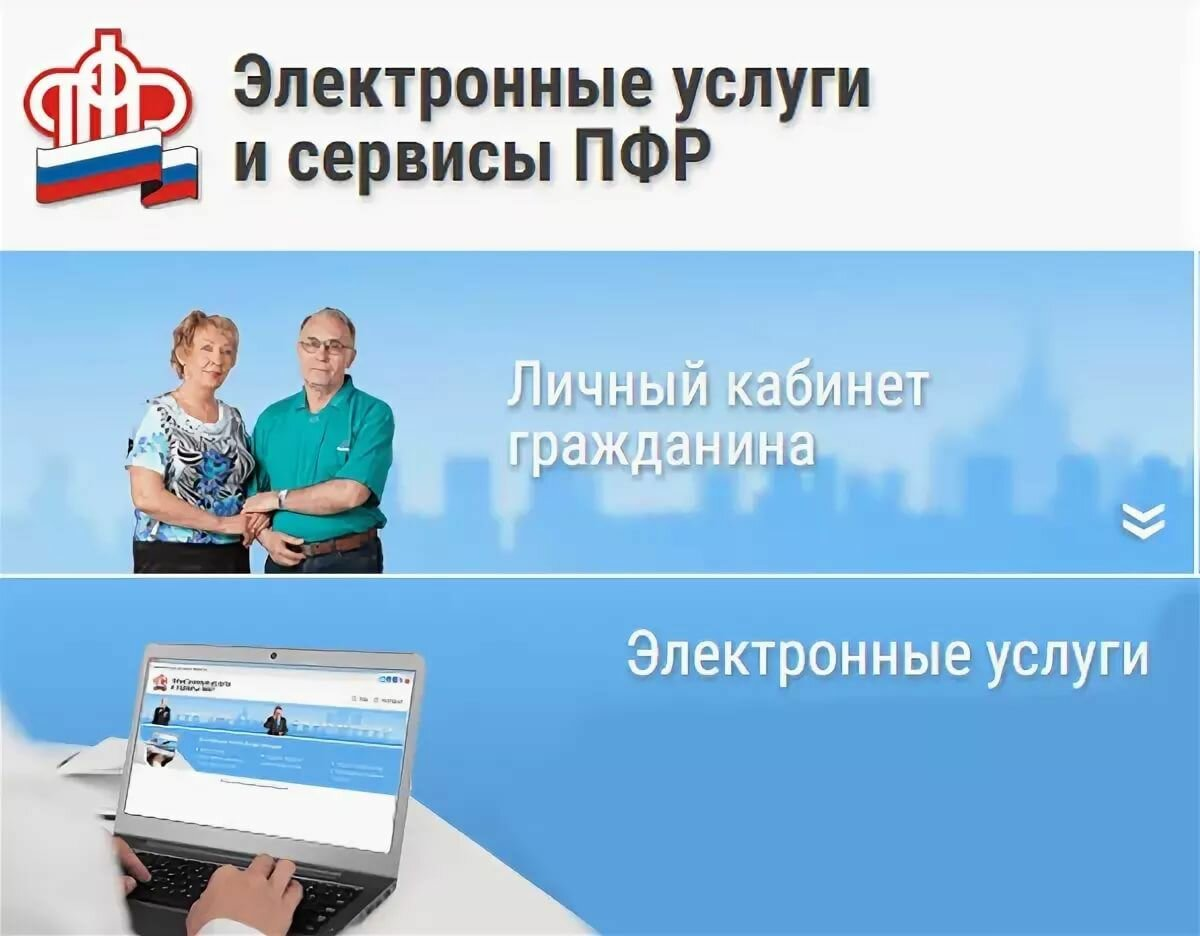 Электронные услуги
и сервисы ПФР
Личный кабинет
гражданина
Электронные услуги